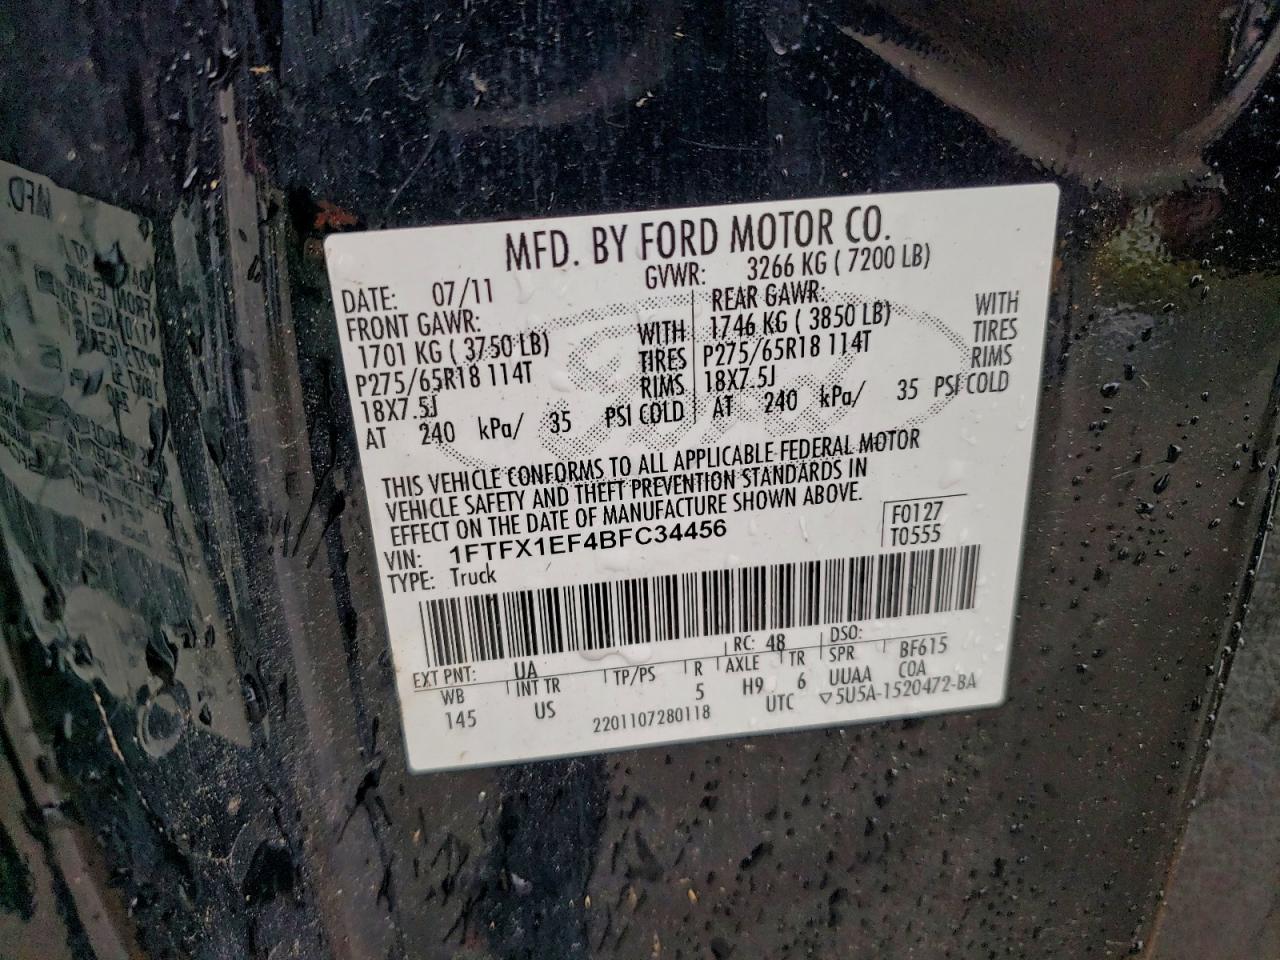 MFD. BY FORD MOTOR CO.
DATE: 07/11 GVWR: 3266 KG ( 7200 LB)
FRONT GAWR: REAR GAWR:
1701 KG ( 3750 LB) WITH 1746 KG ( 3850 LB) WITH
P275/65R18 114T TIRES P275/65R18 114T TIRES
18X7.5J RIMS 18X7.5J RIMS
AT 240 kPa/ 35 PSI COLD AT 240 kPa/ 35 PSI COLD
THIS VEHICLE CONFORMS TO ALL APPLICABLE FEDERAL MOTOR
VEHICLE SAFETY AND THEFT PREVENTION STANDARDS IN
EFFECT ON THE DATE OF MANUFACTURE SHOWN ABOVE.
VIN: 1FTFX1EF4BFC34456 F0127
TYPE: Truck T0555
EXT PNT: UA RC: 48 DSO:
WB INT TR TP/PS R AXLE TR SPR BF615
145 US 5 H9 6 UUAA C0A
2201107280118 UTC ▽5U5A-1520472-BA